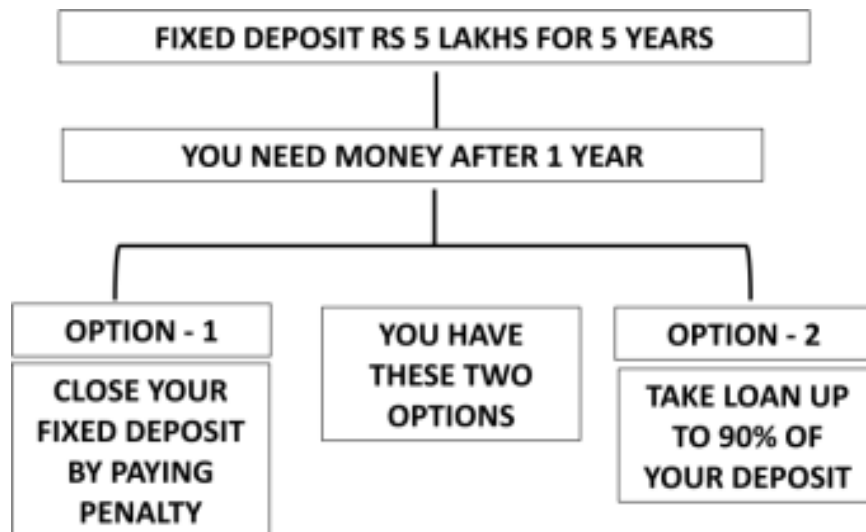 FIXED DEPOSIT RS 5 LAKHS FOR 5 YEARS
YOU NEED MONEY AFTER 1 YEAR
OPTION - 1
CLOSE YOUR
FIXED DEPOSIT
BY PAYING
PENALTY
YOU HAVE
THESE TWO
OPTIONS
OPTION - 2
TAKE LOAN UP
TO 90% OF
YOUR DEPOSIT